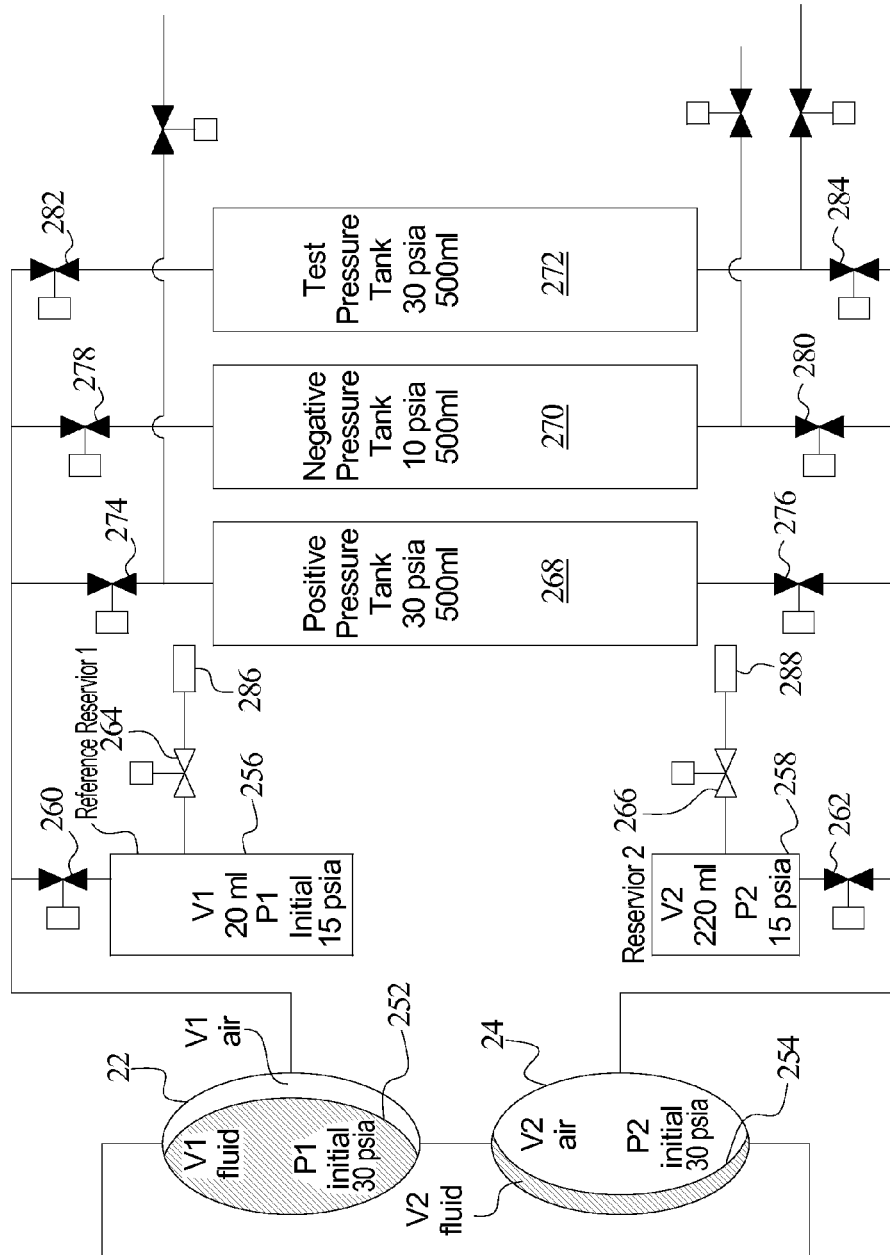 282
278
274
Reference Reservior 1
264
260
286
256
V1
20 ml
P1
Initial
15 psia
Positive
Pressure
Tank
30 psia
500ml
268
Negative
Pressure
Tank
10 psia
500ml
270
Test
Pressure
Tank
30 psia
500ml
272
284
280
276
288
266
258
262
Reservior 2
V2
220 ml
P2
15 psia
22
V1
air
252
V1
fluid
P1
initial
30 psia
24
V2
air
P2
initial
30 psia
254
V2
fluid